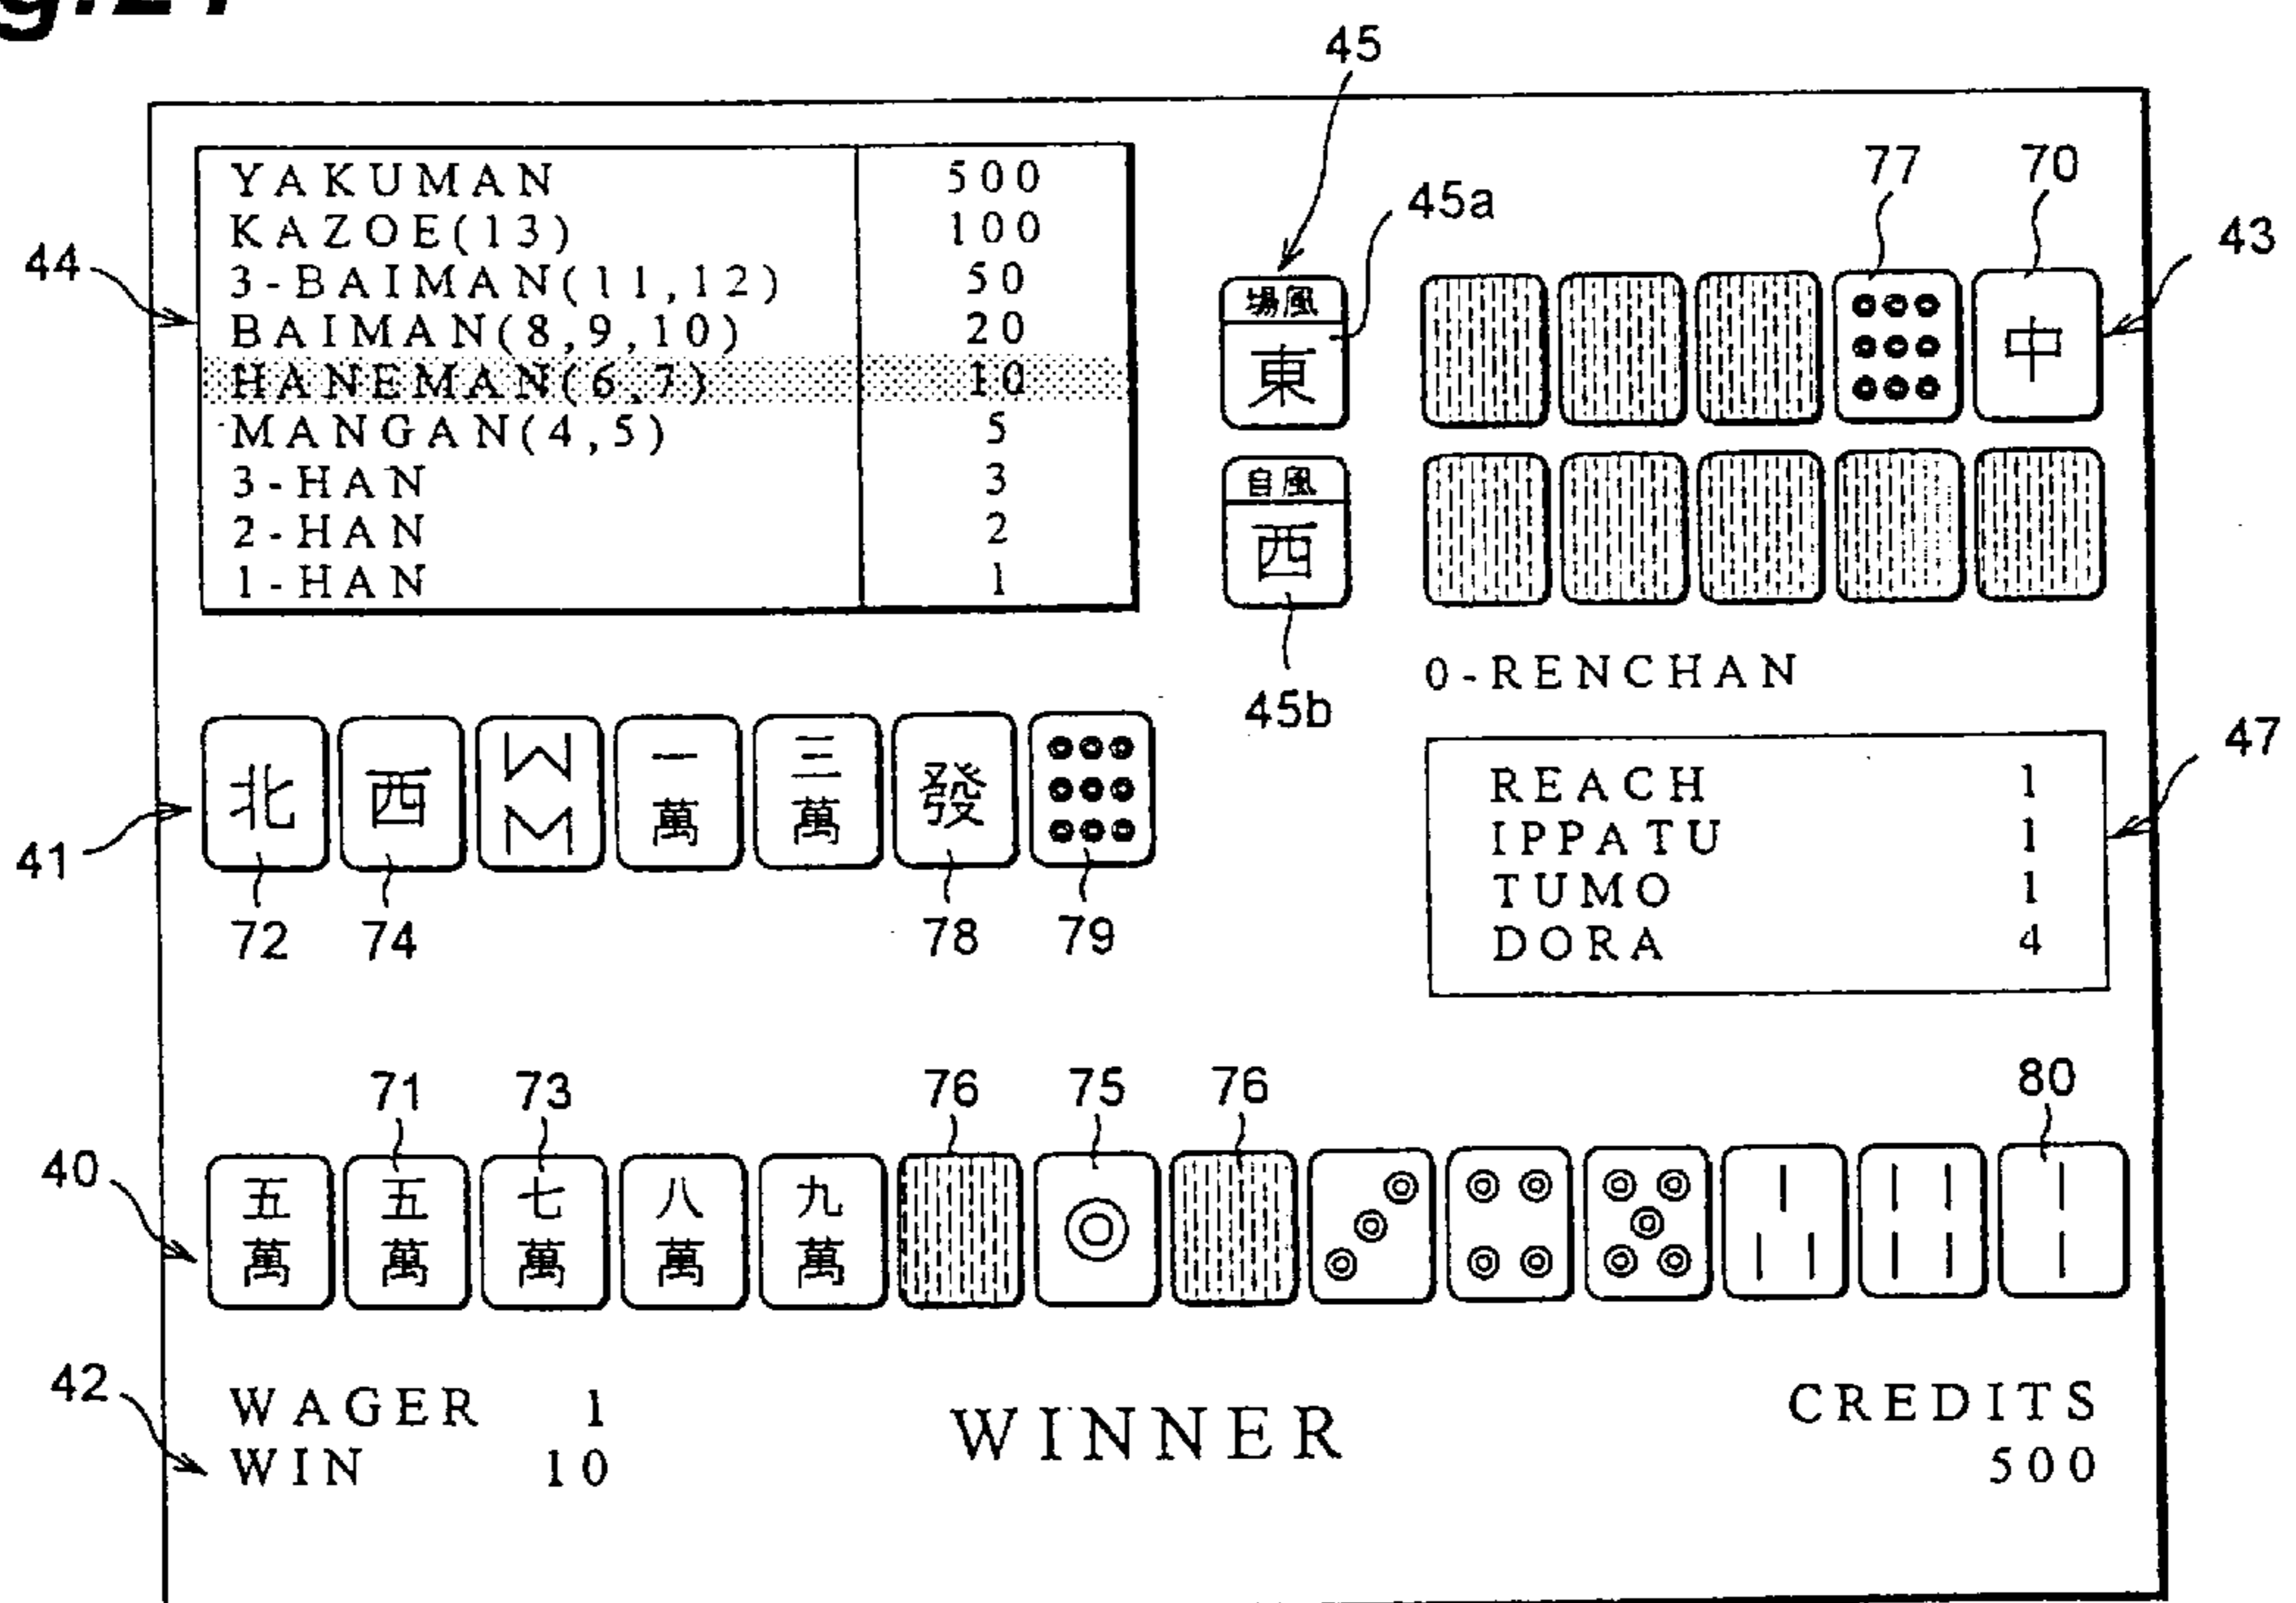 45
YAKUMAN 500
KAZOE(13) 100
3-BAIMAN(11,12) 50
BAIMAN(8,9,10) 20
HANEMAN(6,7) 10
MANGAN(4,5) 5
3-HAN 3
2-HAN 2
1-HAN 1
44
45a
77
70
43
場風
東
中
自風
西
45b
0-RENCHAN
41
北
西
一萬
三萬
發
72
74
78
79
47
REACH 1
IPPATU 1
TUMO 1
DORA 4
71
73
76
75
76
80
40
五萬
五萬
七萬
八萬
九萬
42
WAGER 1
WIN 10
WINNER
CREDITS
500